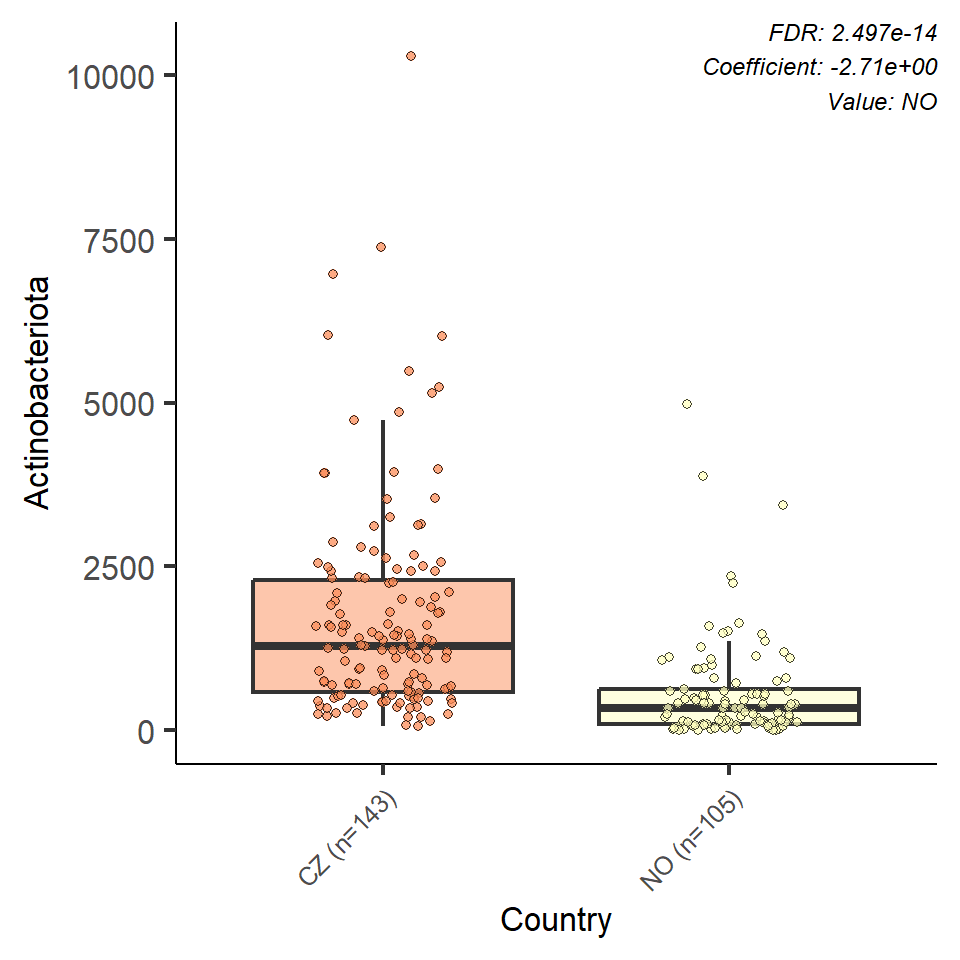 FDR: 2.497e-14
Coefficient: -2.71e+00
Value: NO
10000
7500
5000
2500
0
Actinobacteriota
CZ (n=143)
NO (n=105)
Country